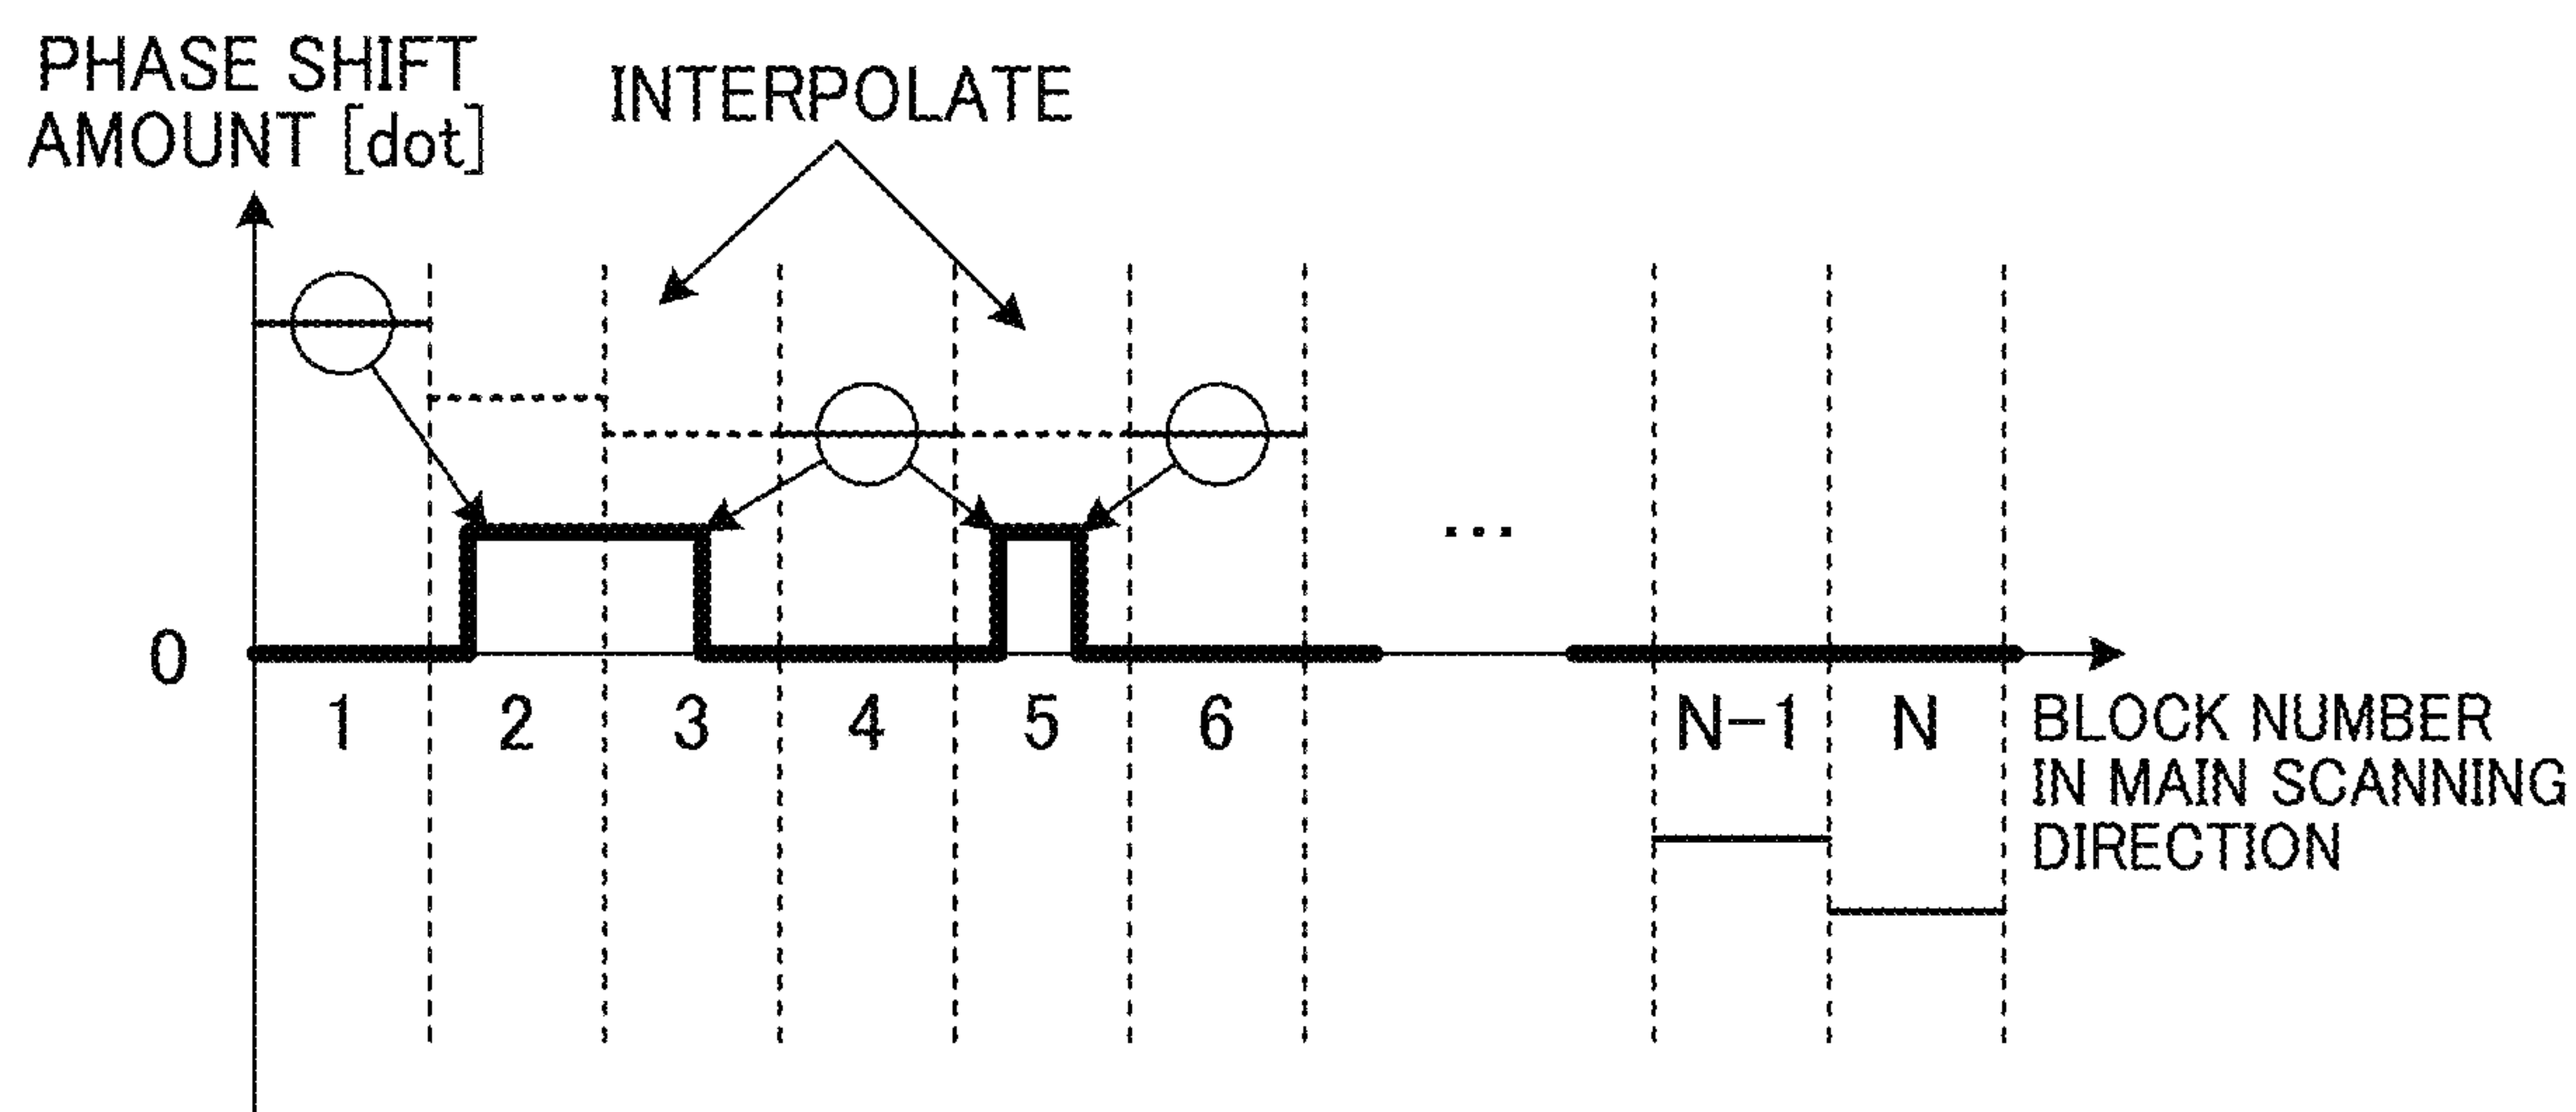 PHASE SHIFT
AMOUNT [dot]
INTERPOLATE
...
0
1 2 3 4 5 6 N-1 N
BLOCK NUMBER
IN MAIN SCANNING
DIRECTION